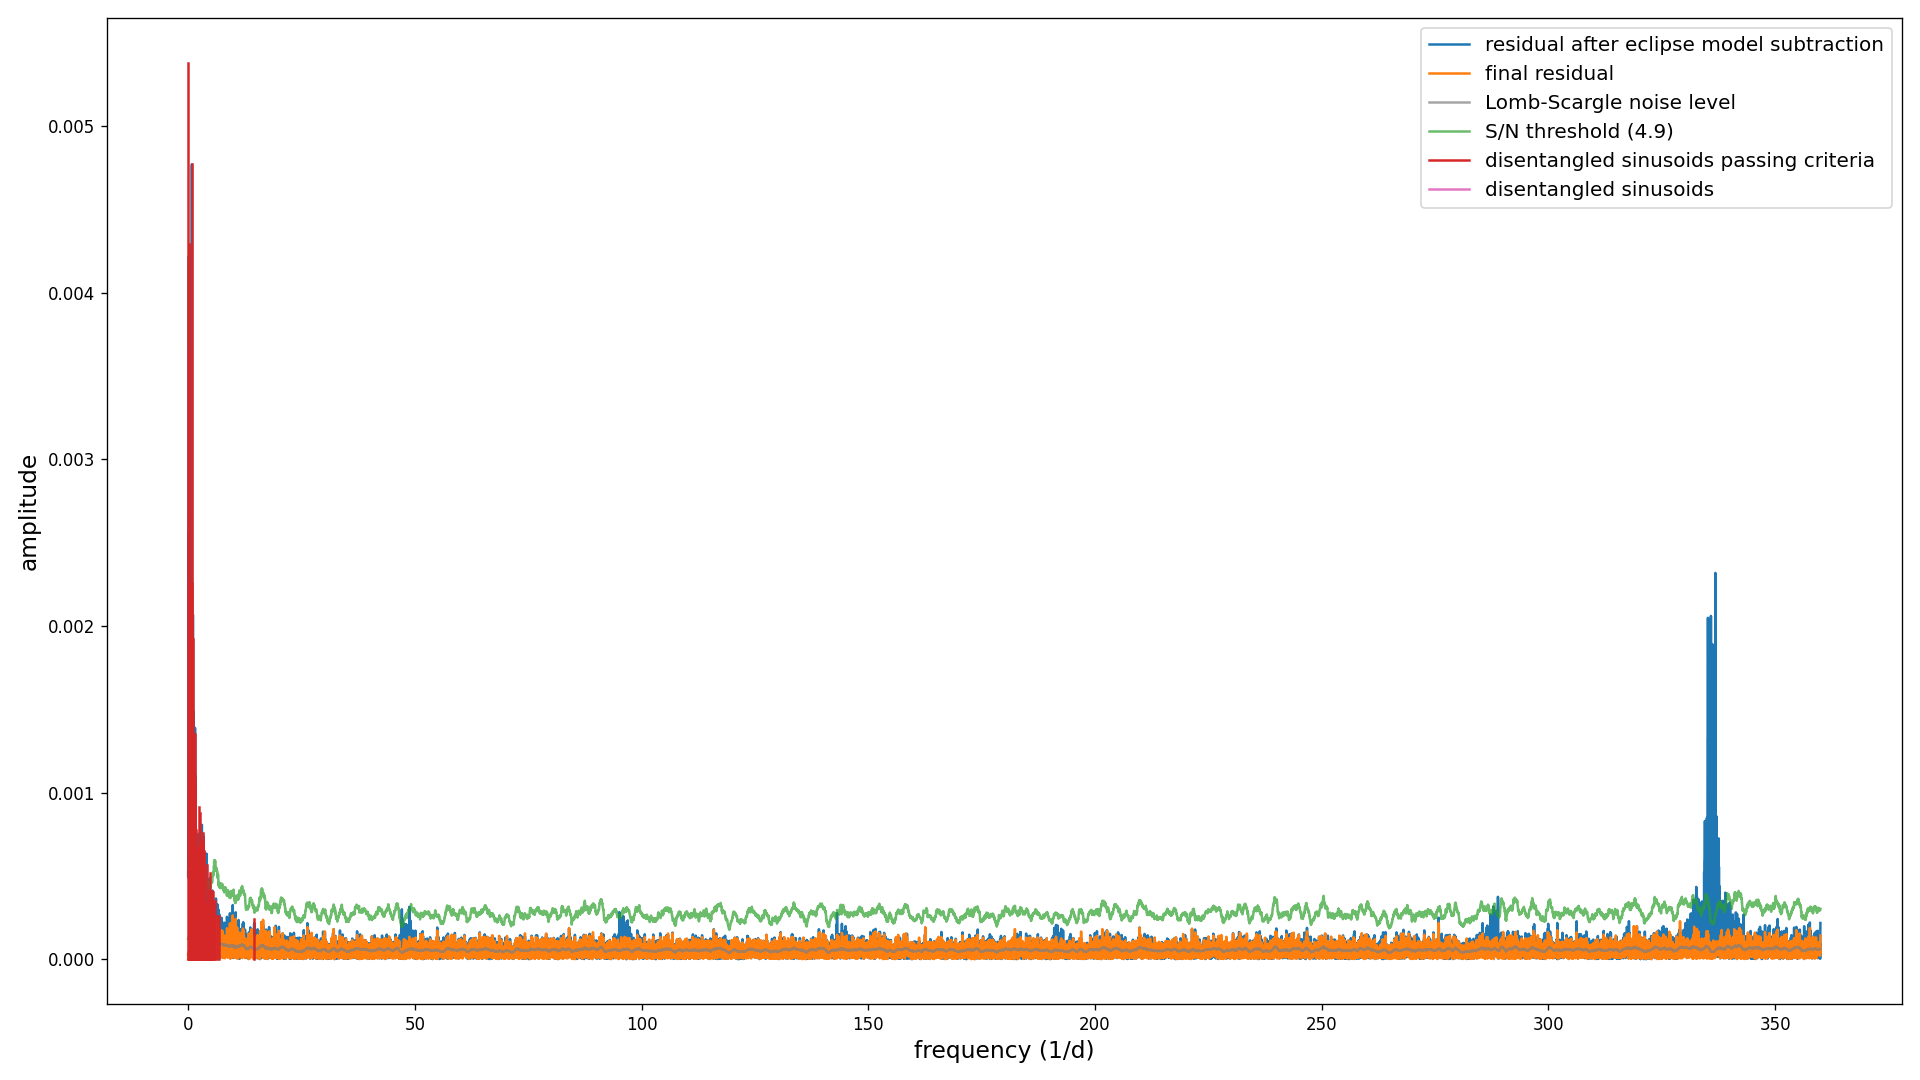 residual after eclipse model subtraction
final residual
Lomb-Scargle noise level
S/N threshold (4.9)
disentangled sinusoids passing criteria
disentangled sinusoids
amplitude
0.005
0.004
0.003
0.002
0.001
0.000
0 50 100 150 200 250 300 350
frequency (1/d)